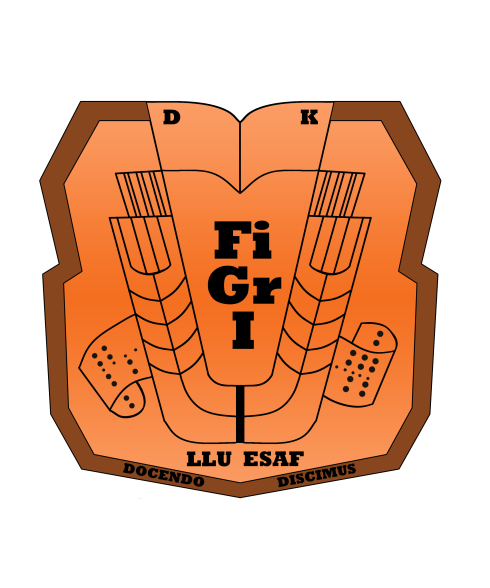 D K
Fi
Gr
I
LLU ESAF
DOCENDO DISCIMUS